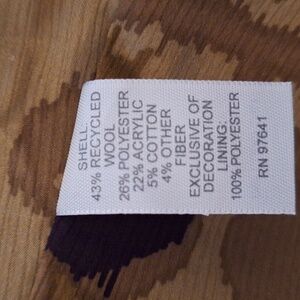 SHELL:
43% RECYCLED
WOOL
26% POLYESTER
22% ACRYLIC
5% COTTON
4% OTHER
FIBER
EXCLUSIVE OF
DECORATION
LINING:
100% POLYESTER
RN 97641